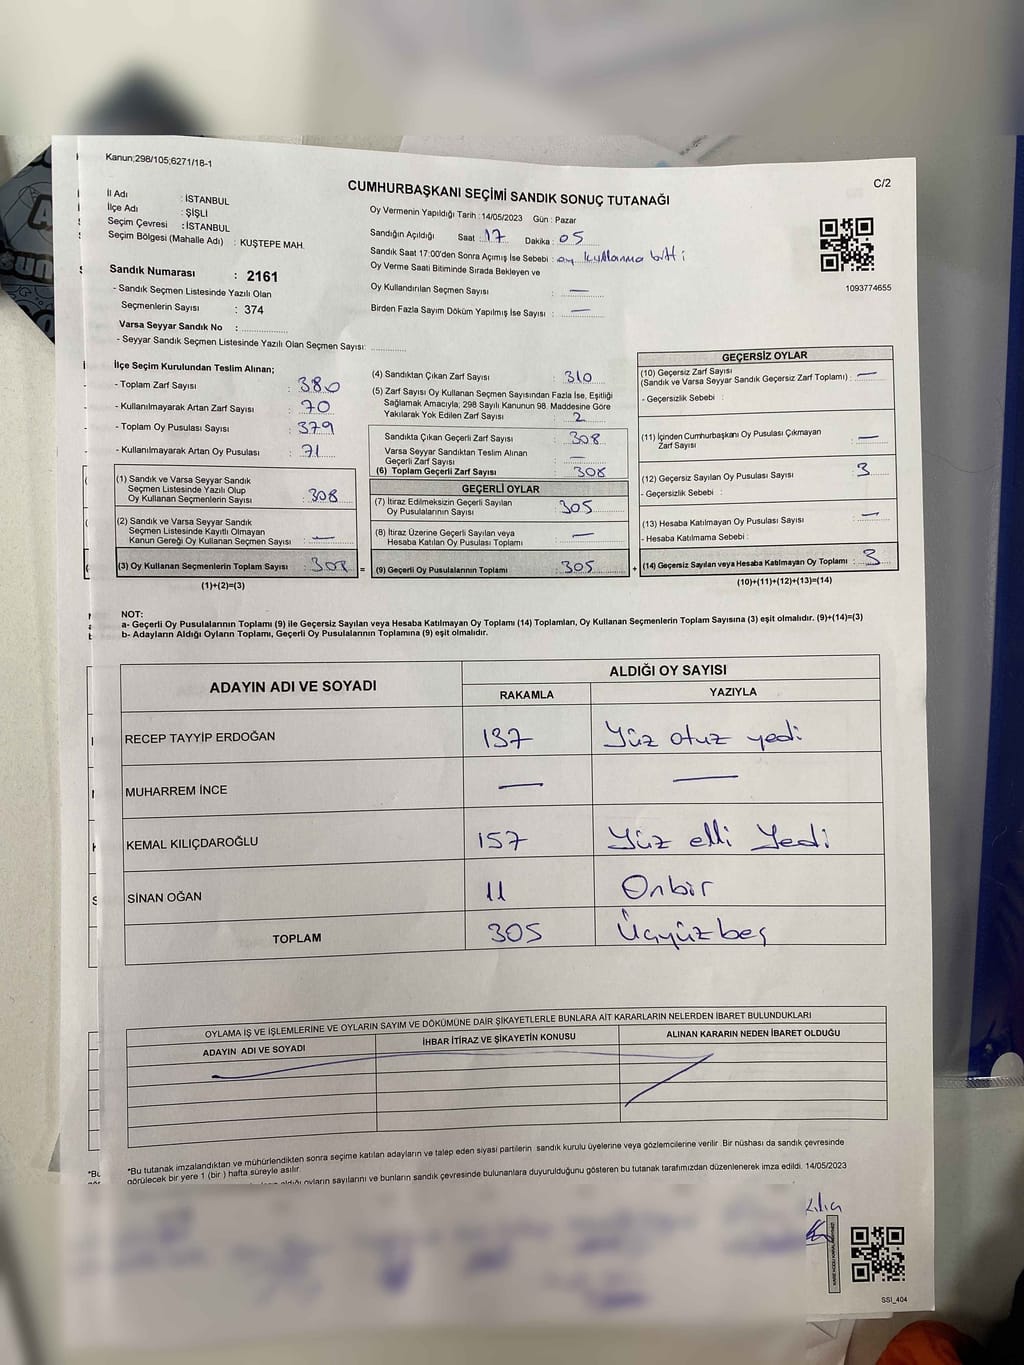 Kanun;298/105;6271/18-1
CUMHURBAŞKANI SEÇİMİ SANDIK SONUÇ TUTANAĞI
C/2
İl Adı : İSTANBUL
İlçe Adı : ŞİŞLİ
Seçim Çevresi : İSTANBUL
Seçim Bölgesi (Mahalle Adı) : KUŞTEPE MAH.
Sandık Numarası : 2161
- Sandık Seçmen Listesinde Yazılı Olan
Seçmenlerin Sayısı : 374
Varsa Seyyar Sandık No :
- Seyyar Sandık Seçmen Listesinde Yazılı Olan Seçmen Sayısı:
Oy Vermenin Yapıldığı Tarih : 14/05/2023 Gün : Pazar
Sandığın Açıldığı Saat 17 Dakika : 05
Sandık Saat 17:00'den Sonra Açımış İse Sebebi : oy kullanma bitti
Oy Verme Saati Bitiminde Sırada Bekleyen ve
Oy Kullandırılan Seçmen Sayısı : —
Birden Fazla Sayım Döküm Yapılmış İse Sayısı : —
1093774655
İlçe Seçim Kurulundan Teslim Alınan;
- Toplam Zarf Sayısı : 380
- Kullanılmayarak Artan Zarf Sayısı : 70
- Toplam Oy Pusulası Sayısı : 379
- Kullanılmayarak Artan Oy Pusulası : 71
(1) Sandık ve Varsa Seyyar Sandık
Seçmen Listesinde Yazılı Olup
Oy Kullanan Seçmenlerin Sayısı : 308
(2) Sandık ve Varsa Seyyar Sandık
Seçmen Listesinde Kayıtlı Olmayan
Kanun Gereği Oy Kullanan Seçmen Sayısı : —
(3) Oy Kullanan Seçmenlerin Toplam Sayısı : 308
(1)+(2)=(3)
(4) Sandıktan Çıkan Zarf Sayısı : 310
(5) Zarf Sayısı Oy Kullanan Seçmen Sayısından Fazla İse, Eşitliği
Sağlamak Amacıyla; 298 Sayılı Kanunun 98. Maddesine Göre
Yakılarak Yok Edilen Zarf Sayısı : 2
Sandıkta Çıkan Geçerli Zarf Sayısı : 308
Varsa Seyyar Sandıktan Teslim Alınan
Geçerli Zarf Sayısı : —
(6) Toplam Geçerli Zarf Sayısı 308
GEÇERLİ OYLAR
(7) İtiraz Edilmeksizin Geçerli Sayılan
Oy Pusulalarının Sayısı : 305
(8) İtiraz Üzerine Geçerli Sayılan veya
Hesaba Katılan Oy Pusulası Toplamı : —
= (9) Geçerli Oy Pusulalarının Toplamı : 305
GEÇERSİZ OYLAR
(10) Geçersiz Zarf Sayısı
(Sandık ve Varsa Seyyar Sandık Geçersiz Zarf Toplamı) : —
- Geçersizlik Sebebi :
(11) İçinden Cumhurbaşkanı Oy Pusulası Çıkmayan
Zarf Sayısı : —
(12) Geçersiz Sayılan Oy Pusulası Sayısı : 3
- Geçersizlik Sebebi :
(13) Hesaba Katılmayan Oy Pusulası Sayısı : —
- Hesaba Katılmama Sebebi :
+ (14) Geçersiz Sayılan veya Hesaba Katılmayan Oy Toplamı : 3
(10)+(11)+(12)+(13)=(14)
NOT:
a- Geçerli Oy Pusulalarının Toplamı (9) ile Geçersiz Sayılan veya Hesaba Katılmayan Oy Toplamı (14) Toplamları, Oy Kullanan Seçmenlerin Toplam Sayısına (3) eşit olmalıdır. (9)+(14)=(3)
b- Adayların Aldığı Oyların Toplamı, Geçerli Oy Pusulalarının Toplamına (9) eşit olmalıdır.
ADAYIN ADI VE SOYADI ALDIĞI OY SAYISI
RAKAMLA YAZIYLA
RECEP TAYYİP ERDOĞAN 137 Yüz otuz yedi
MUHARREM İNCE — —
KEMAL KILIÇDAROĞLU 157 Yüz elli Yedi
SİNAN OĞAN 11 Onbir
TOPLAM 305 Üçyüzbeş
OYLAMA İŞ VE İŞLEMLERİNE VE OYLARIN SAYIM VE DÖKÜMÜNE DAİR ŞİKAYETLERLE BUNLARA AİT KARARLARIN NELERDEN İBARET BULUNDUKLARI
ADAYIN ADI VE SOYADI İHBAR İTİRAZ VE ŞİKAYETİN KONUSU ALINAN KARARIN NEDEN İBARET OLDUĞU
*Bu tutanak imzalandıktan ve mühürlendikten sonra seçime katılan adayların ve talep eden siyasi partilerin sandık kurulu üyelerine veya gözlemcilerine verilir. Bir nüshası da sandık çevresinde
görülecek bir yere 1 (bir) hafta süreyle asılır.
aldığı oyların sayılarını ve bunların sandık çevresinde bulunanlara duyurulduğunu gösteren bu tutanak tarafımızdan düzenlenerek imza edildi. 14/05/2023
SSI_404